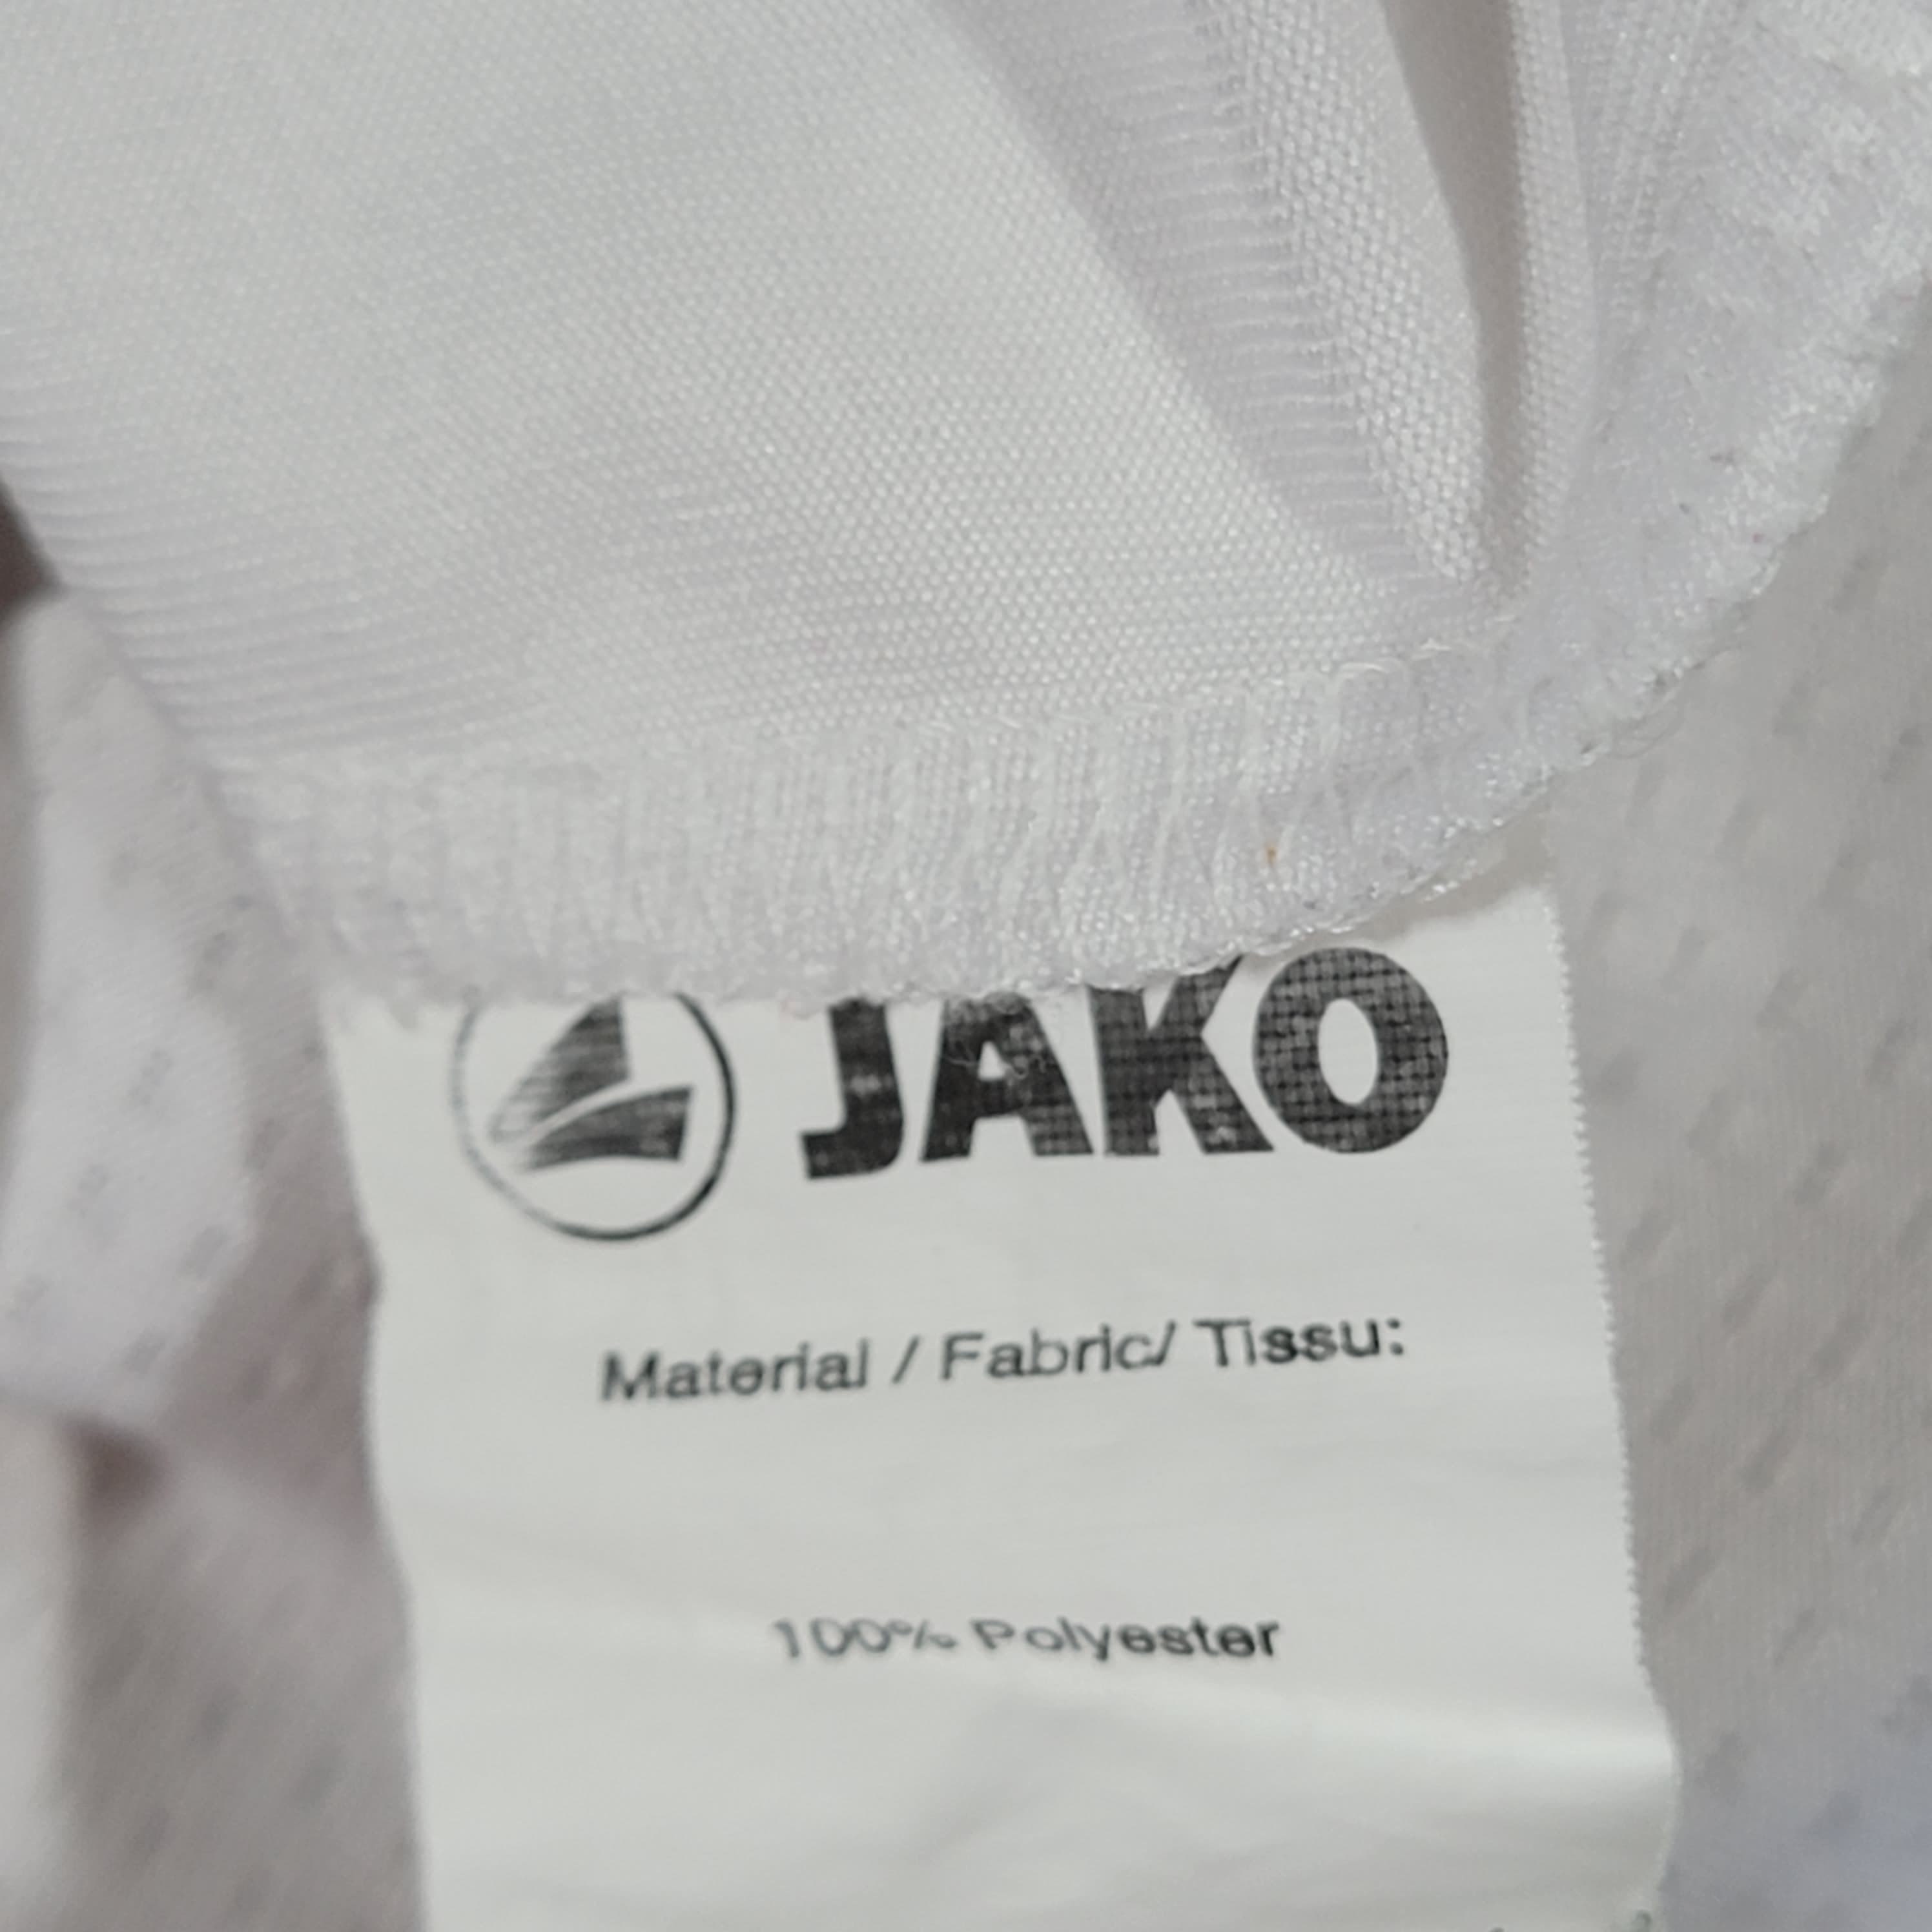 JAKO
Material / Fabric/ Tissu:
100% Polyester